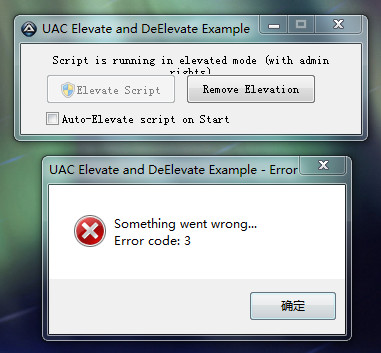 UAC Elevate and DeElevate Example
Script is running in elevated mode (with admin
rights)
Elevate Script
Remove Elevation
Auto-Elevate script on Start
UAC Elevate and DeElevate Example - Error
Something went wrong...
Error code: 3
确定